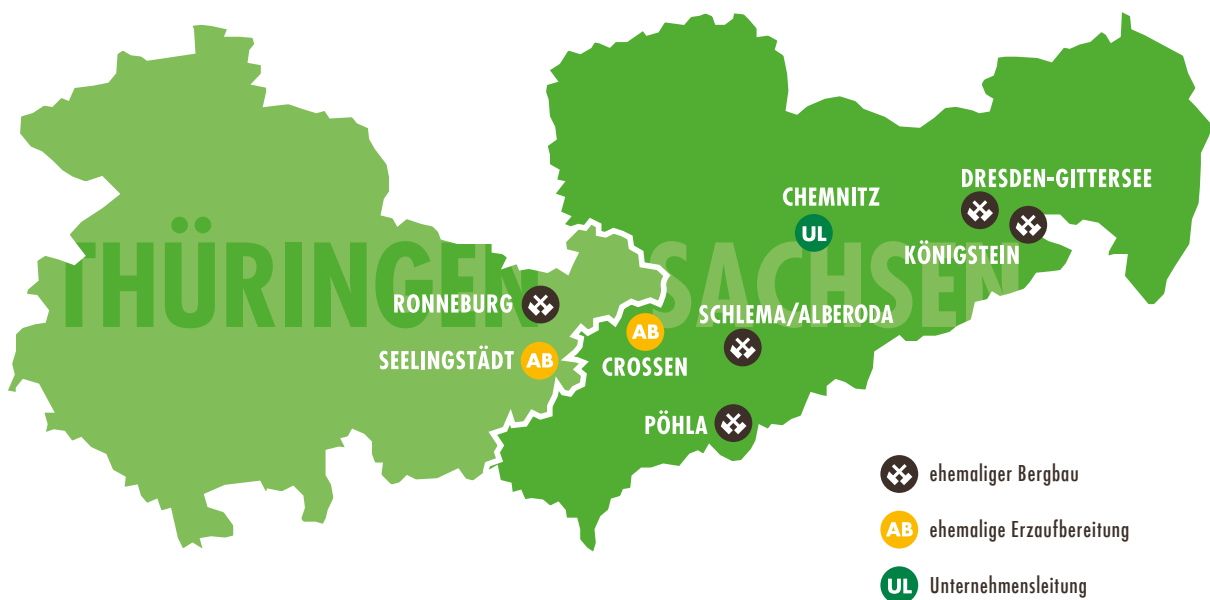 THÜRINGEN
SACHSEN
DRESDEN-GITTERSEE
CHEMNITZ
UL
KÖNIGSTEIN
RONNEBURG
SCHLEMA/ALBERODA
AB
SEELINGSTÄDT
AB
CROSSEN
PÖHLA
ehemaliger Bergbau
AB
ehemalige Erzaufbereitung
UL
Unternehmensleitung